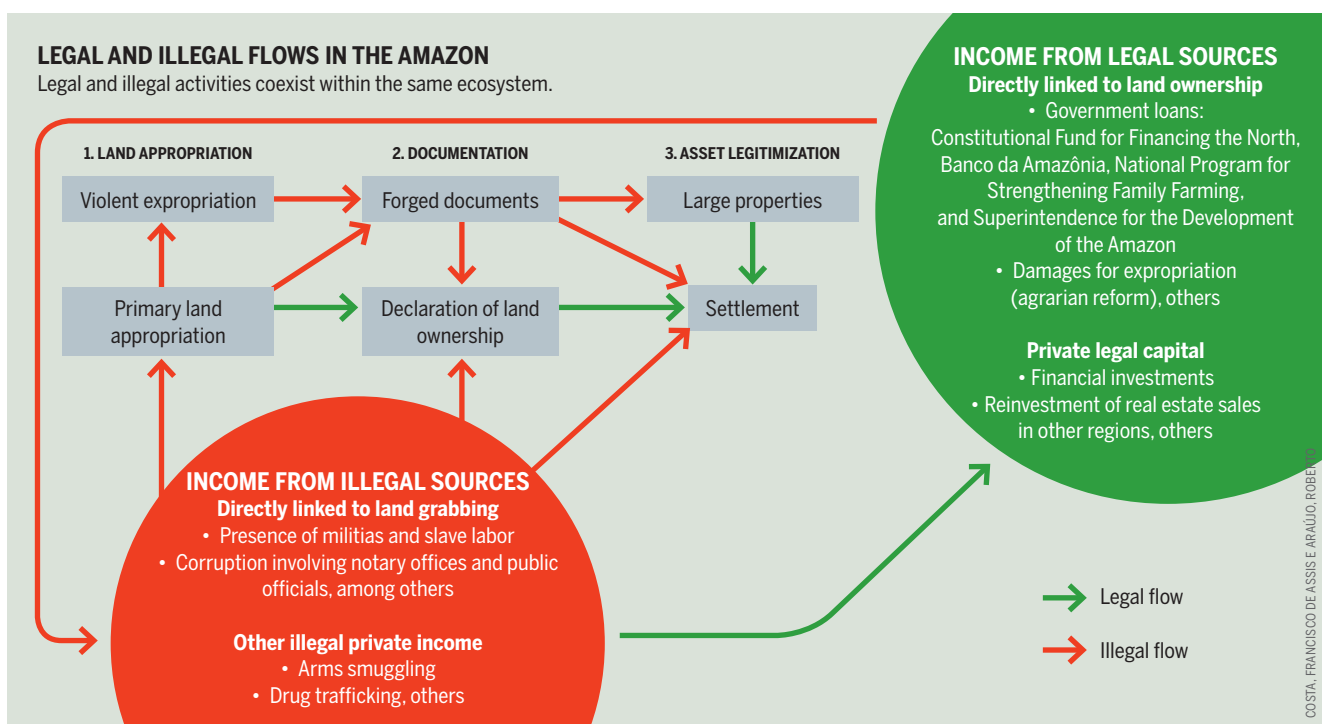 LEGAL AND ILLEGAL FLOWS IN THE AMAZON
Legal and illegal activities coexist within the same ecosystem.
1. LAND APPROPRIATION
2. DOCUMENTATION
3. ASSET LEGITIMIZATION
Violent expropriation
Forged documents
Large properties
Primary land
appropriation
Declaration of land
ownership
Settlement
INCOME FROM LEGAL SOURCES
Directly linked to land ownership
• Government loans:
Constitutional Fund for Financing the North,
Banco da Amazônia, National Program for
Strengthening Family Farming,
and Superintendence for the Development
of the Amazon
• Damages for expropriation
(agrarian reform), others
Private legal capital
• Financial investments
• Reinvestment of real estate sales
in other regions, others
INCOME FROM ILLEGAL SOURCES
Directly linked to land grabbing
• Presence of militias and slave labor
• Corruption involving notary offices and public
officials, among others
Other illegal private income
• Arms smuggling
• Drug trafficking, others
Legal flow
Illegal flow
COSTA, FRANCISCO DE ASSIS E ARAÚJO, ROBERTO